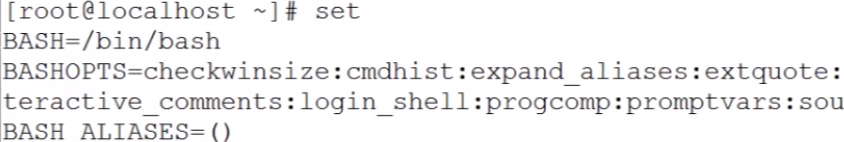 [root@localhost ~]# set
BASH=/bin/bash
BASHOPTS=checkwinsize:cmdhist:expand_aliases:extquote:
teractive_comments:login_shell:progcomp:promptvars:sou
BASH_ALIASES=()